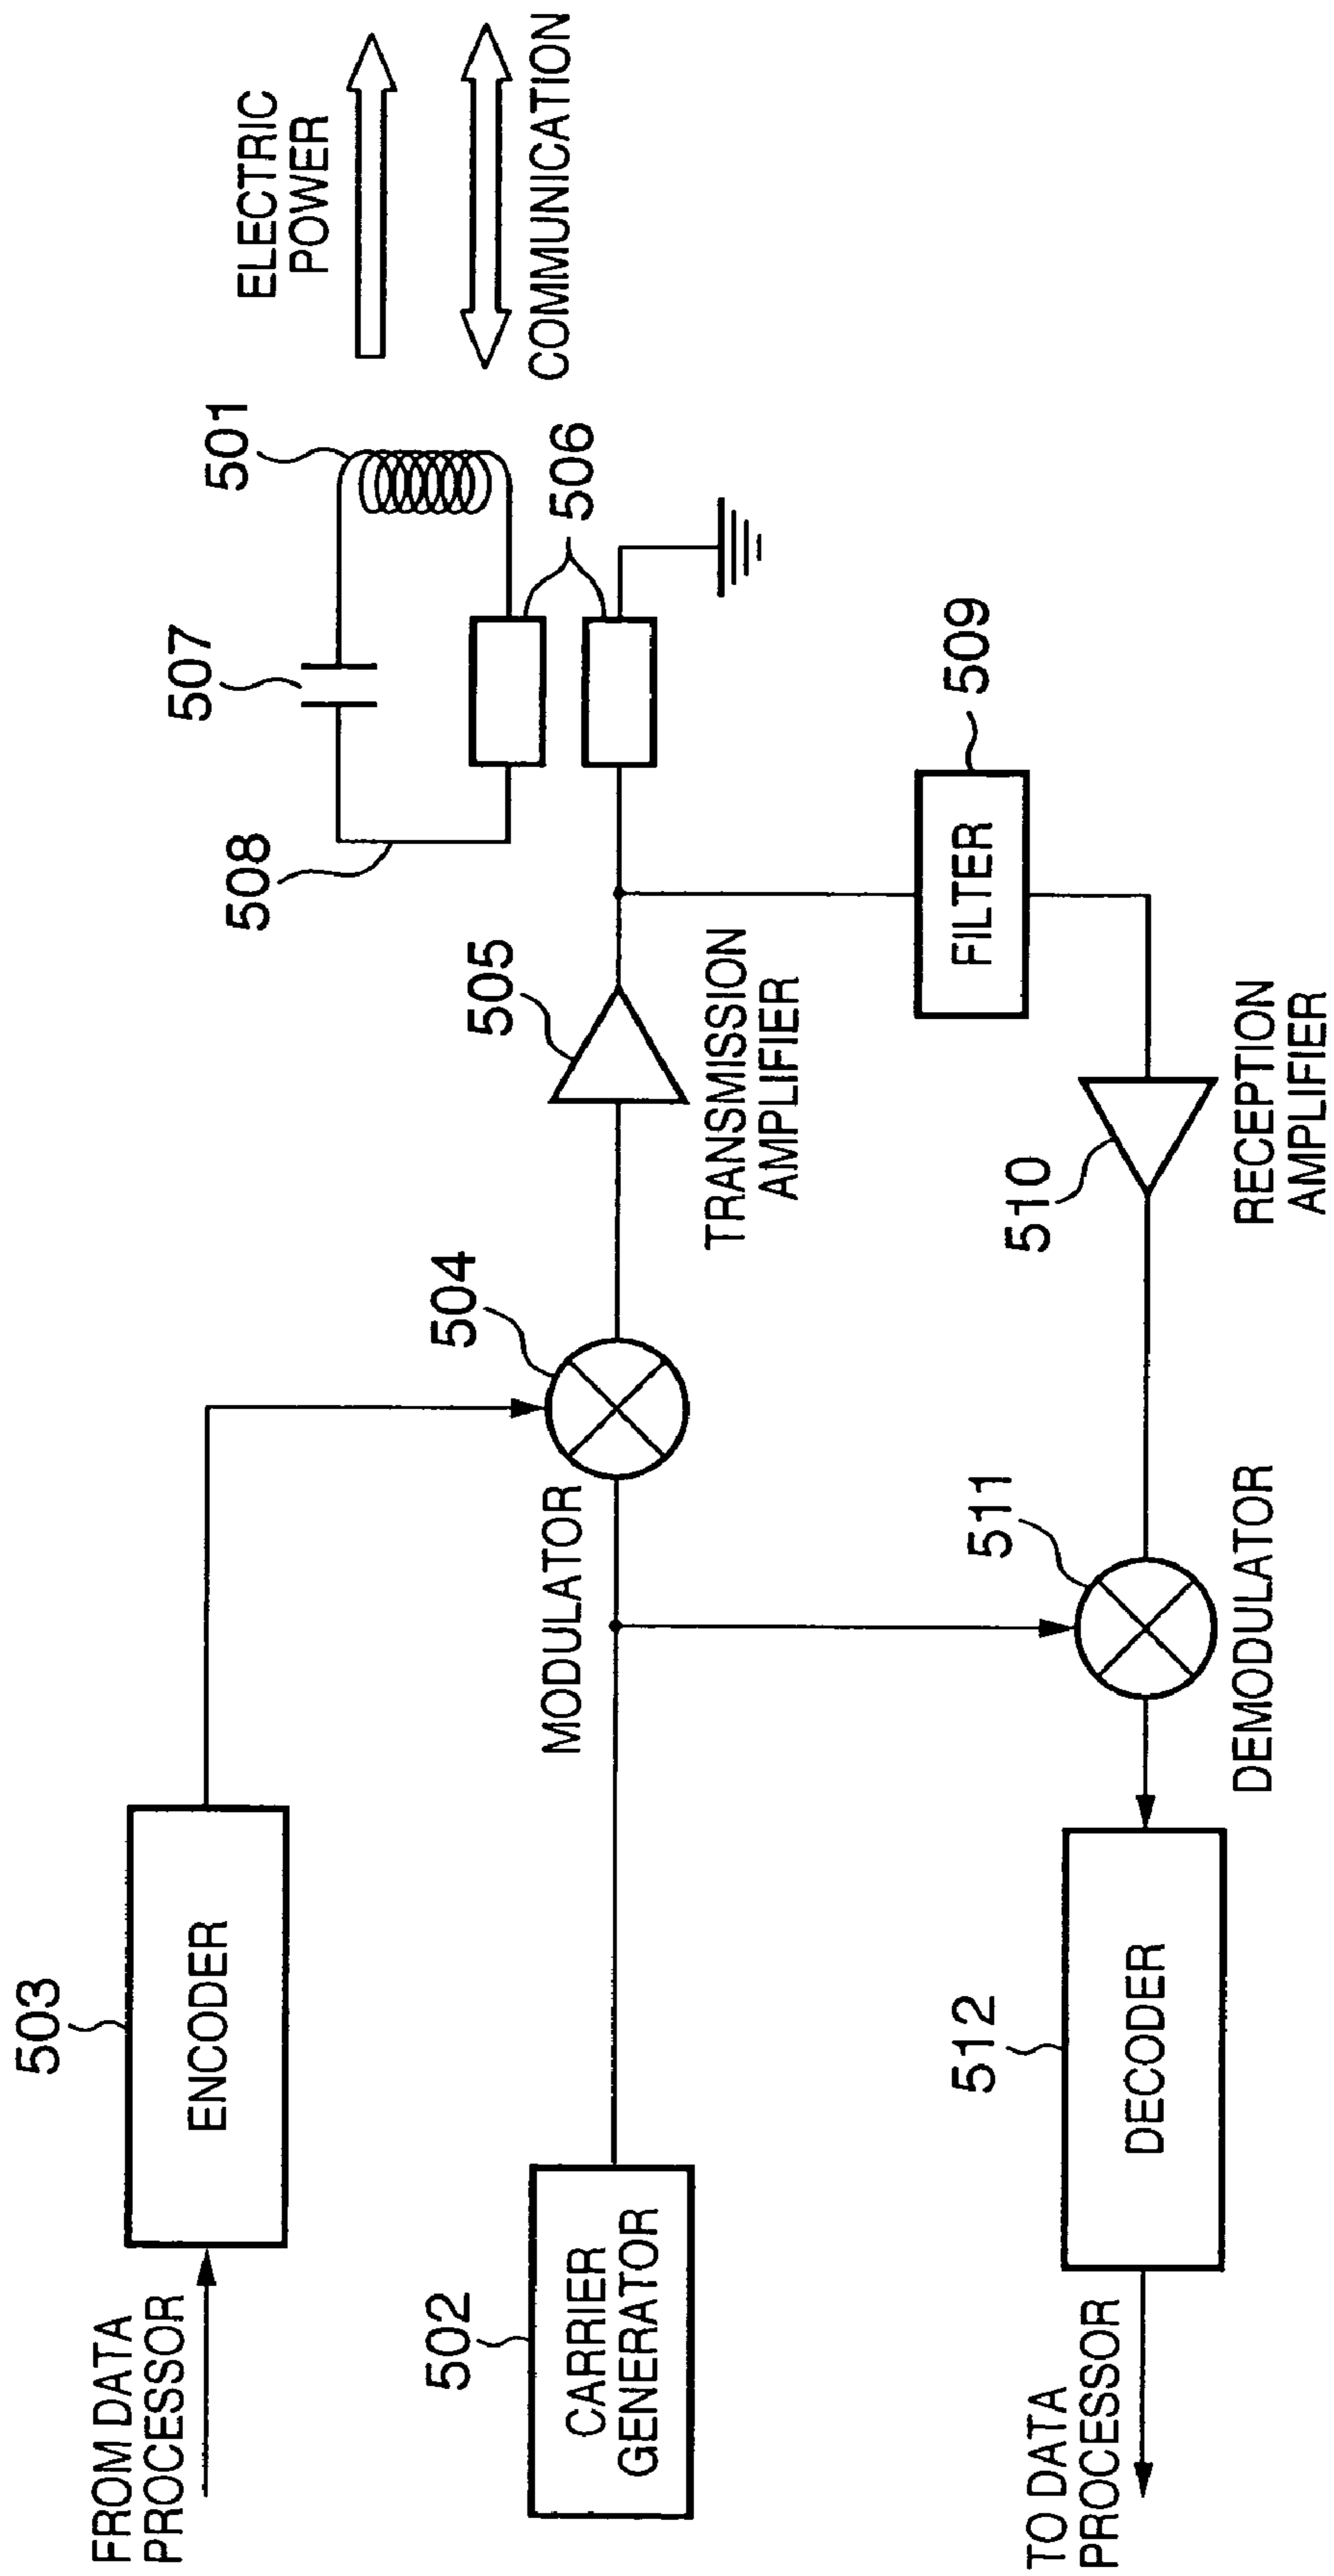 FROM DATA
PROCESSOR
503
ENCODER
502
CARRIER
GENERATOR
MODULATOR
504
505
TRANSMISSION
AMPLIFIER
508
507
501
506
ELECTRIC
POWER
COMMUNICATION
509
FILTER
510
RECEPTION
AMPLIFIER
511
DEMODULATOR
512
DECODER
TO DATA
PROCESSOR